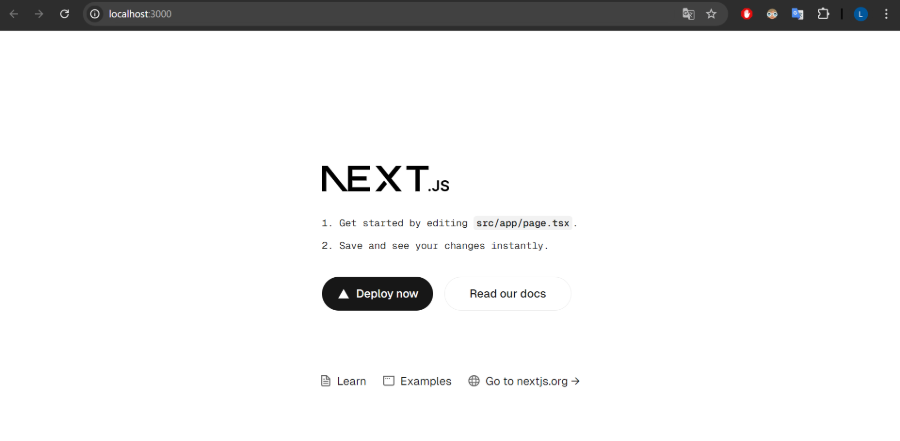 localhost:3000
L
NEXT.JS
1. Get started by editing src/app/page.tsx.
2. Save and see your changes instantly.
Deploy now
Read our docs
Learn
Examples
Go to nextjs.org →